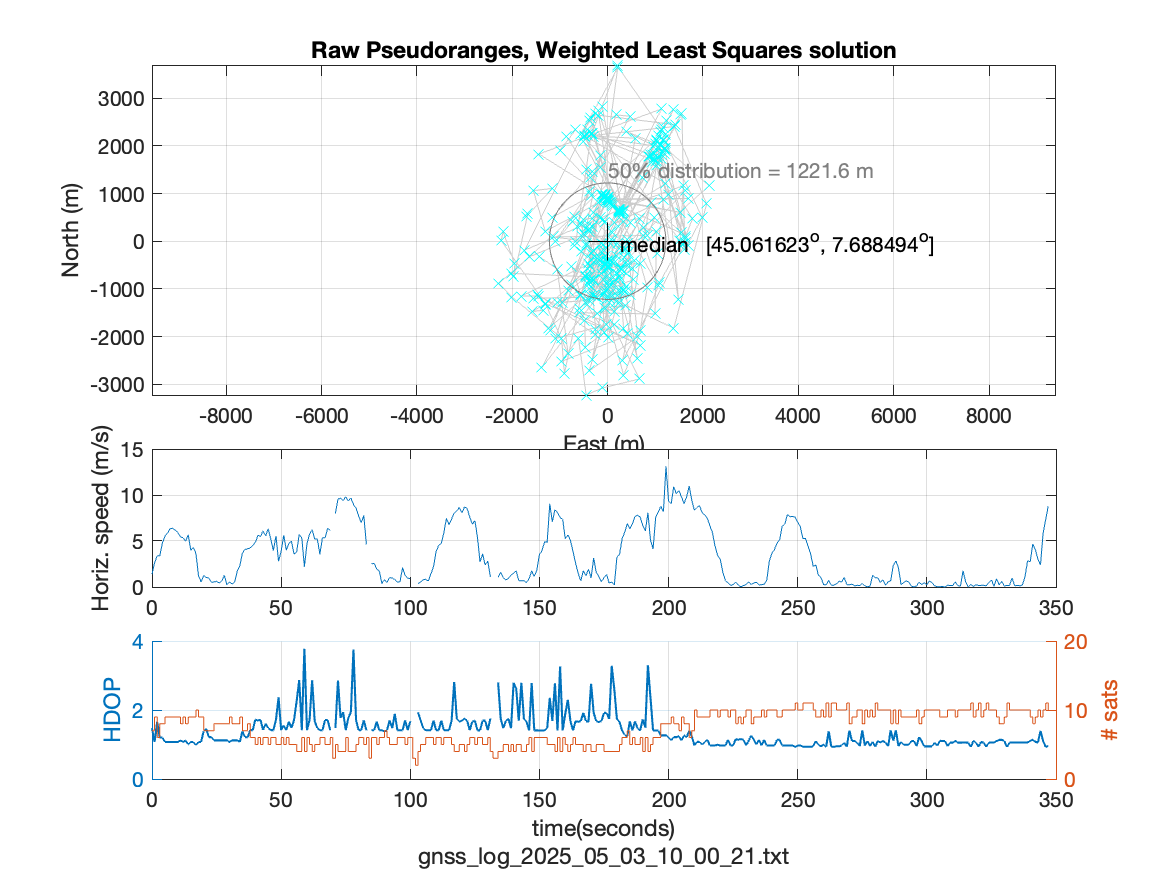 Raw Pseudoranges, Weighted Least Squares solution
3000
2000
1000
0
-1000
-2000
-3000
North (m)
50% distribution = 1221.6 m
median [45.061623°, 7.688494°]
-8000 -6000 -4000 -2000 0 2000 4000 6000 8000
East (m)
15
10
5
0
Horiz. speed (m/s)
0 50 100 150 200 250 300 350
4
2
0
HDOP
20
10
0
# sats
0 50 100 150 200 250 300 350
time(seconds)
gnss_log_2025_05_03_10_00_21.txt